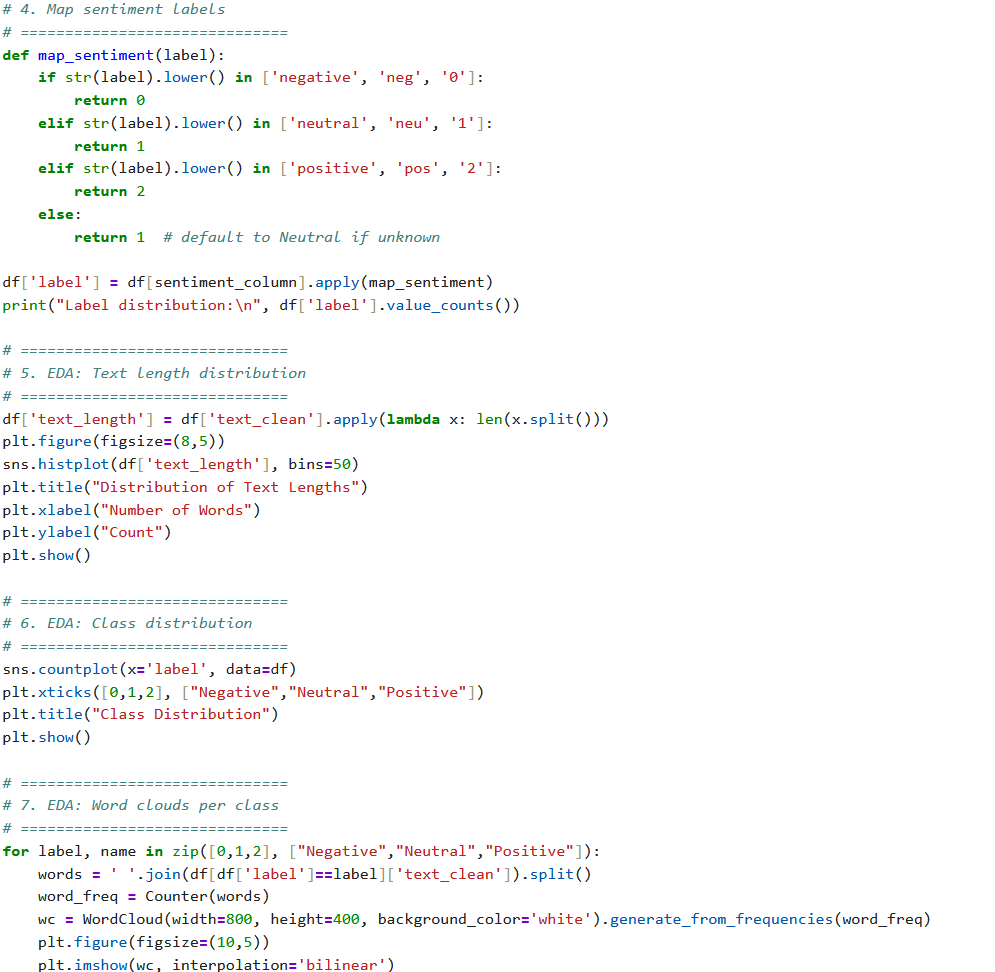 # 4. Map sentiment labels
# ==============================
def map_sentiment(label):
    if str(label).lower() in ['negative', 'neg', '0']:
        return 0
    elif str(label).lower() in ['neutral', 'neu', '1']:
        return 1
    elif str(label).lower() in ['positive', 'pos', '2']:
        return 2
    else:
        return 1  # default to Neutral if unknown

df['label'] = df[sentiment_column].apply(map_sentiment)
print("Label distribution:\n", df['label'].value_counts())

# ==============================
# 5. EDA: Text length distribution
# ==============================
df['text_length'] = df['text_clean'].apply(lambda x: len(x.split()))
plt.figure(figsize=(8,5))
sns.histplot(df['text_length'], bins=50)
plt.title("Distribution of Text Lengths")
plt.xlabel("Number of Words")
plt.ylabel("Count")
plt.show()

# ==============================
# 6. EDA: Class distribution
# ==============================
sns.countplot(x='label', data=df)
plt.xticks([0,1,2], ["Negative","Neutral","Positive"])
plt.title("Class Distribution")
plt.show()

# ==============================
# 7. EDA: Word clouds per class
# ==============================
for label, name in zip([0,1,2], ["Negative","Neutral","Positive"]):
    words = ' '.join(df[df['label']==label]['text_clean']).split()
    word_freq = Counter(words)
    wc = WordCloud(width=800, height=400, background_color='white').generate_from_frequencies(word_freq)
    plt.figure(figsize=(10,5))
    plt.imshow(wc, interpolation='bilinear')